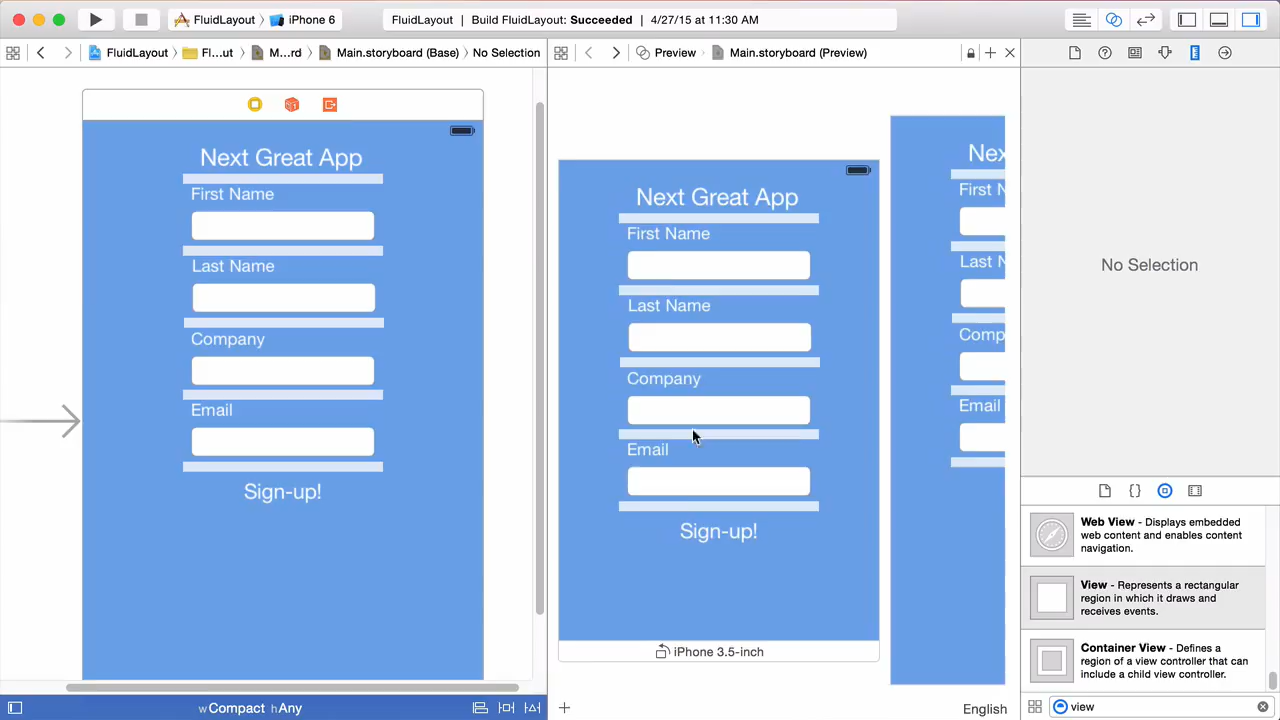 FluidLayout iPhone 6 FluidLayout Build FluidLayout: Succeeded 4/27/15 at 11:30 AM
FluidLayout Fl...ut M...rd Main.storyboard (Base) No Selection Preview Main.storyboard (Preview)
Next Great App
First Name
Last Name
Company
Email
Sign-up!
Next Great App
First Name
Last Name
Company
Email
Sign-up!
iPhone 3.5-inch
Nex
First N
Last N
Comp
Email
No Selection
Web View - Displays embedded
web content and enables content
navigation.
View - Represents a rectangular
region in which it draws and
receives events.
Container View - Defines a
region of a view controller that can
include a child view controller.
wCompact hAny
English
view